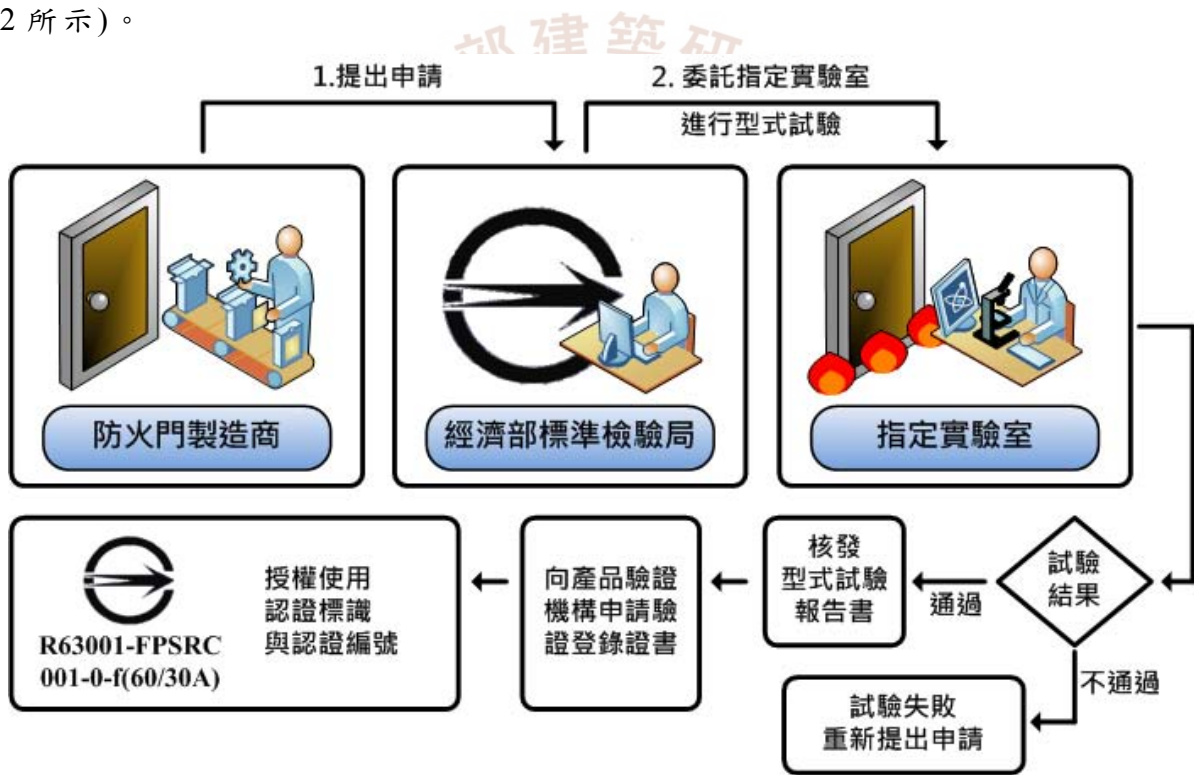 2 所示)。
部建築研
1.提出申請
2. 委託指定實驗室
進行型式試驗
防火門製造商
經濟部標準檢驗局
指定實驗室
R63001-FPSRC
001-0-f(60/30A)
授權使用
認證標識
與認證編號
向產品驗證
機構申請驗
證登錄證書
核發
型式試驗
報告書
通過
試驗
結果
不通過
試驗失敗
重新提出申請